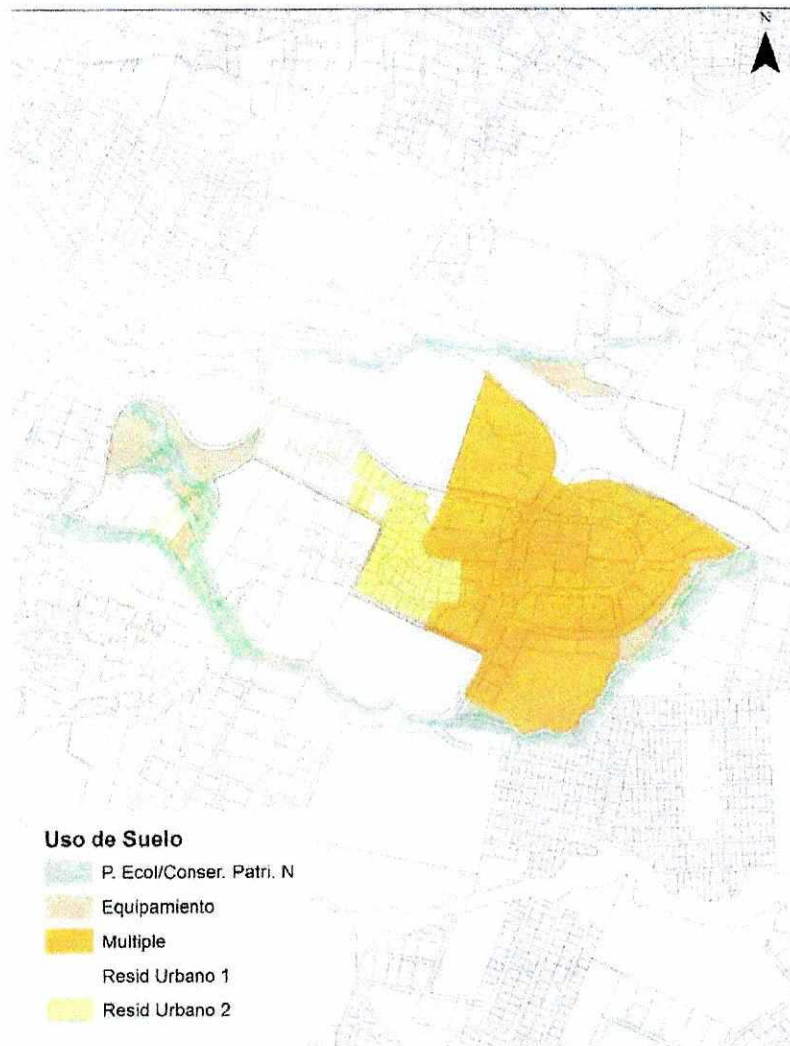 N
Uso de Suelo
P. Ecol/Conser. Patri. N
Equipamiento
Multiple
Resid Urbano 1
Resid Urbano 2